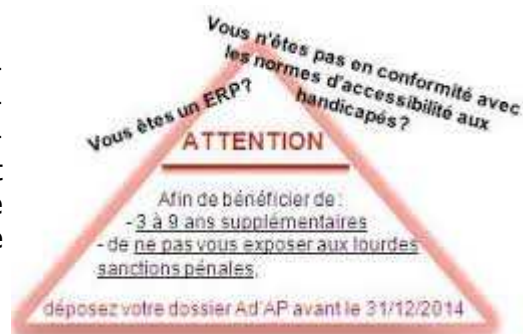 Vous êtes un ERP?
Vous n'êtes pas en conformité avec
les normes d'accessibilité aux
handicapés?
ATTENTION
Afin de bénéficier de :
- 3 à 9 ans supplémentaires
- de ne pas vous exposer aux lourdes
sanctions pénales,
déposez votre dossier Ad'AP avant le 31/12/2014